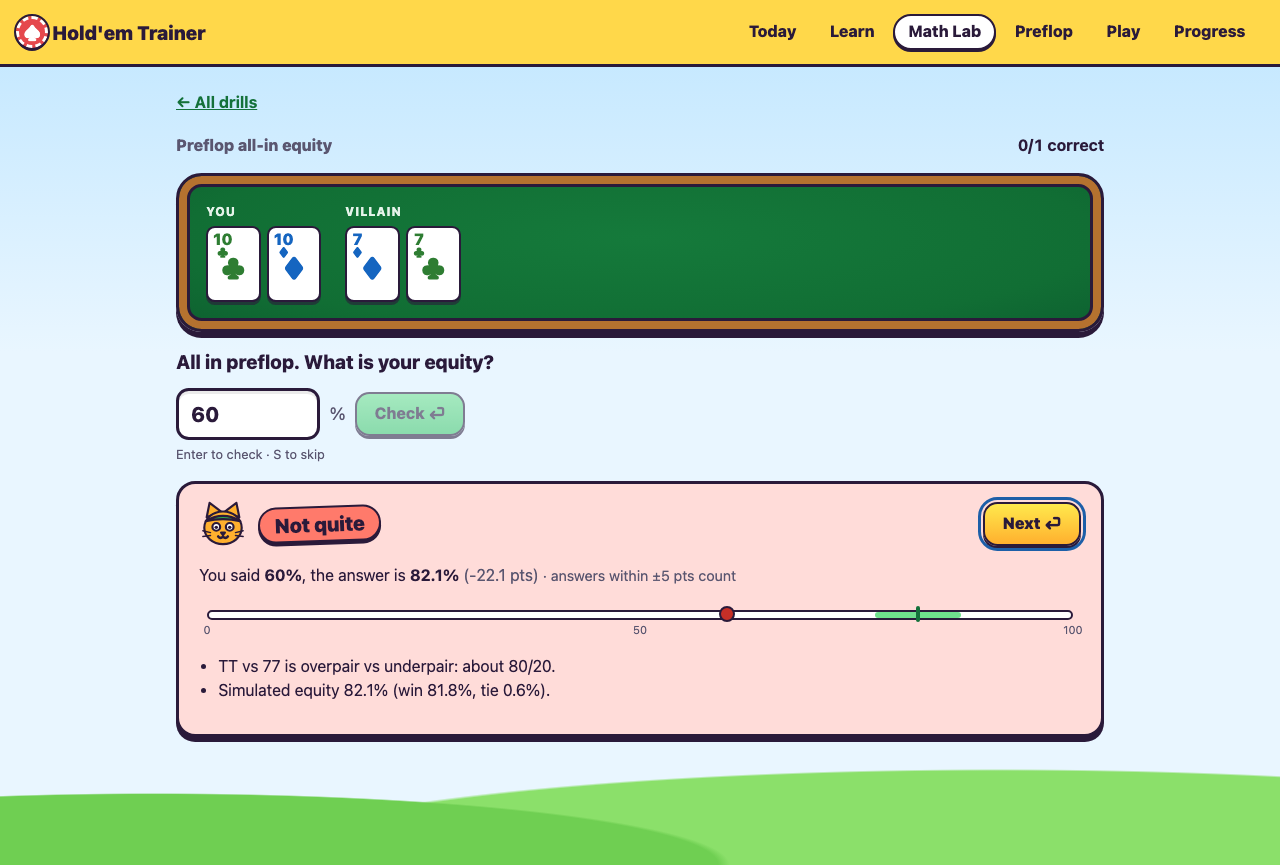 Hold'em Trainer
Today Learn Math Lab Preflop Play Progress
← All drills
Preflop all-in equity 0/1 correct
YOU VILLAIN
10 10 7 7
All in preflop. What is your equity?
60 % Check ⏎
Enter to check · S to skip
Not quite Next ⏎
You said 60%, the answer is 82.1% (-22.1 pts) · answers within ±5 pts count
0 50 100
• TT vs 77 is overpair vs underpair: about 80/20.
• Simulated equity 82.1% (win 81.8%, tie 0.6%).